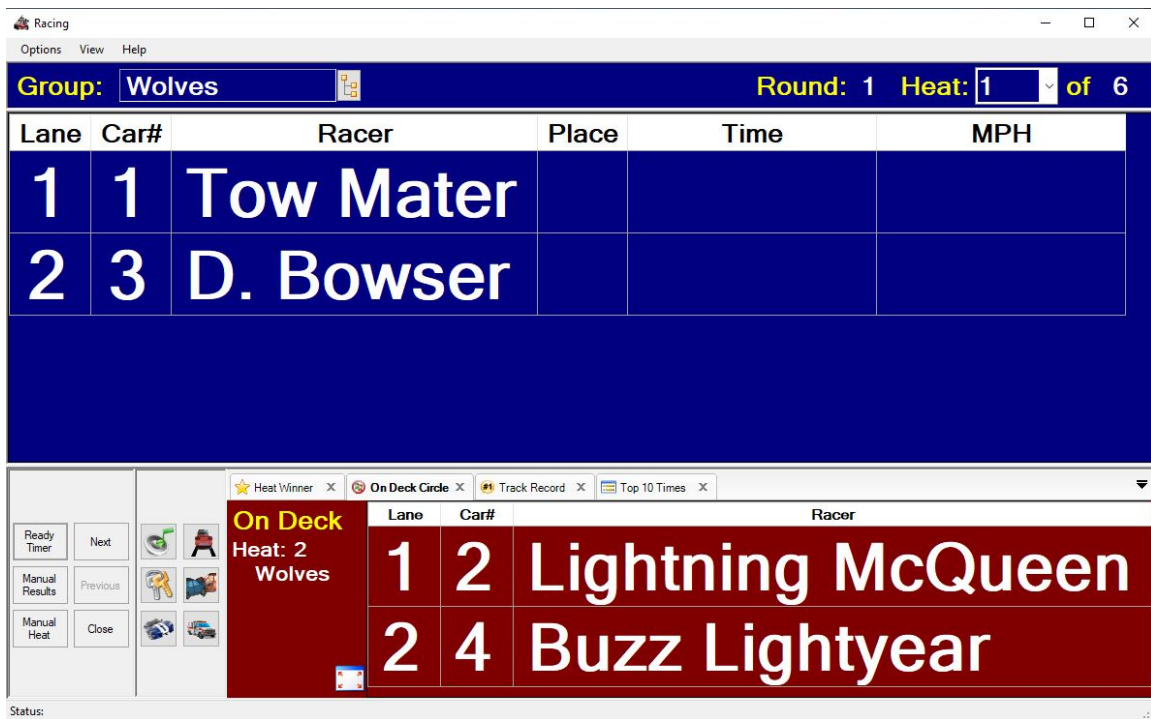 Racing
Options View Help
Group: Wolves Round: 1 Heat: 1 of 6
Lane Car# Racer Place Time MPH
1 1 Tow Mater
2 3 D. Bowser
Heat Winner X On Deck Circle X #1 Track Record X Top 10 Times X
On Deck
Heat: 2
Wolves
Lane Car# Racer
1 2 Lightning McQueen
2 4 Buzz Lightyear
Ready Timer Next
Manual Results Previous
Manual Heat Close
Status: